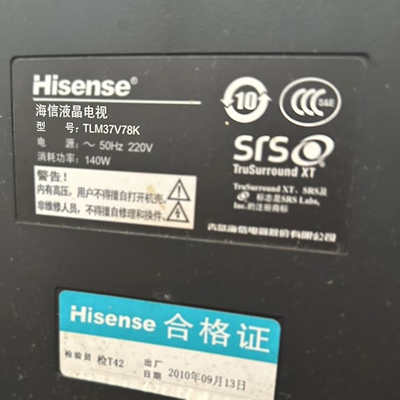 Hisense®
海信液晶电视
型 号: TLM37V78K
电 源: ～ 50Hz 220V
消耗功率: 140W
警告!
内有高压,用户不得擅自打开机壳。
非维修人员,不得擅自修理和换件。
10
CCC S&E
SRS
TruSurround XT
TruSurround XT、SRS及
标志是SRS Labs,
Inc.的注册商标
青岛海信电器股份有限公司
Hisense 合格证
检验员 检T42
出厂
日期 2010年09月13日